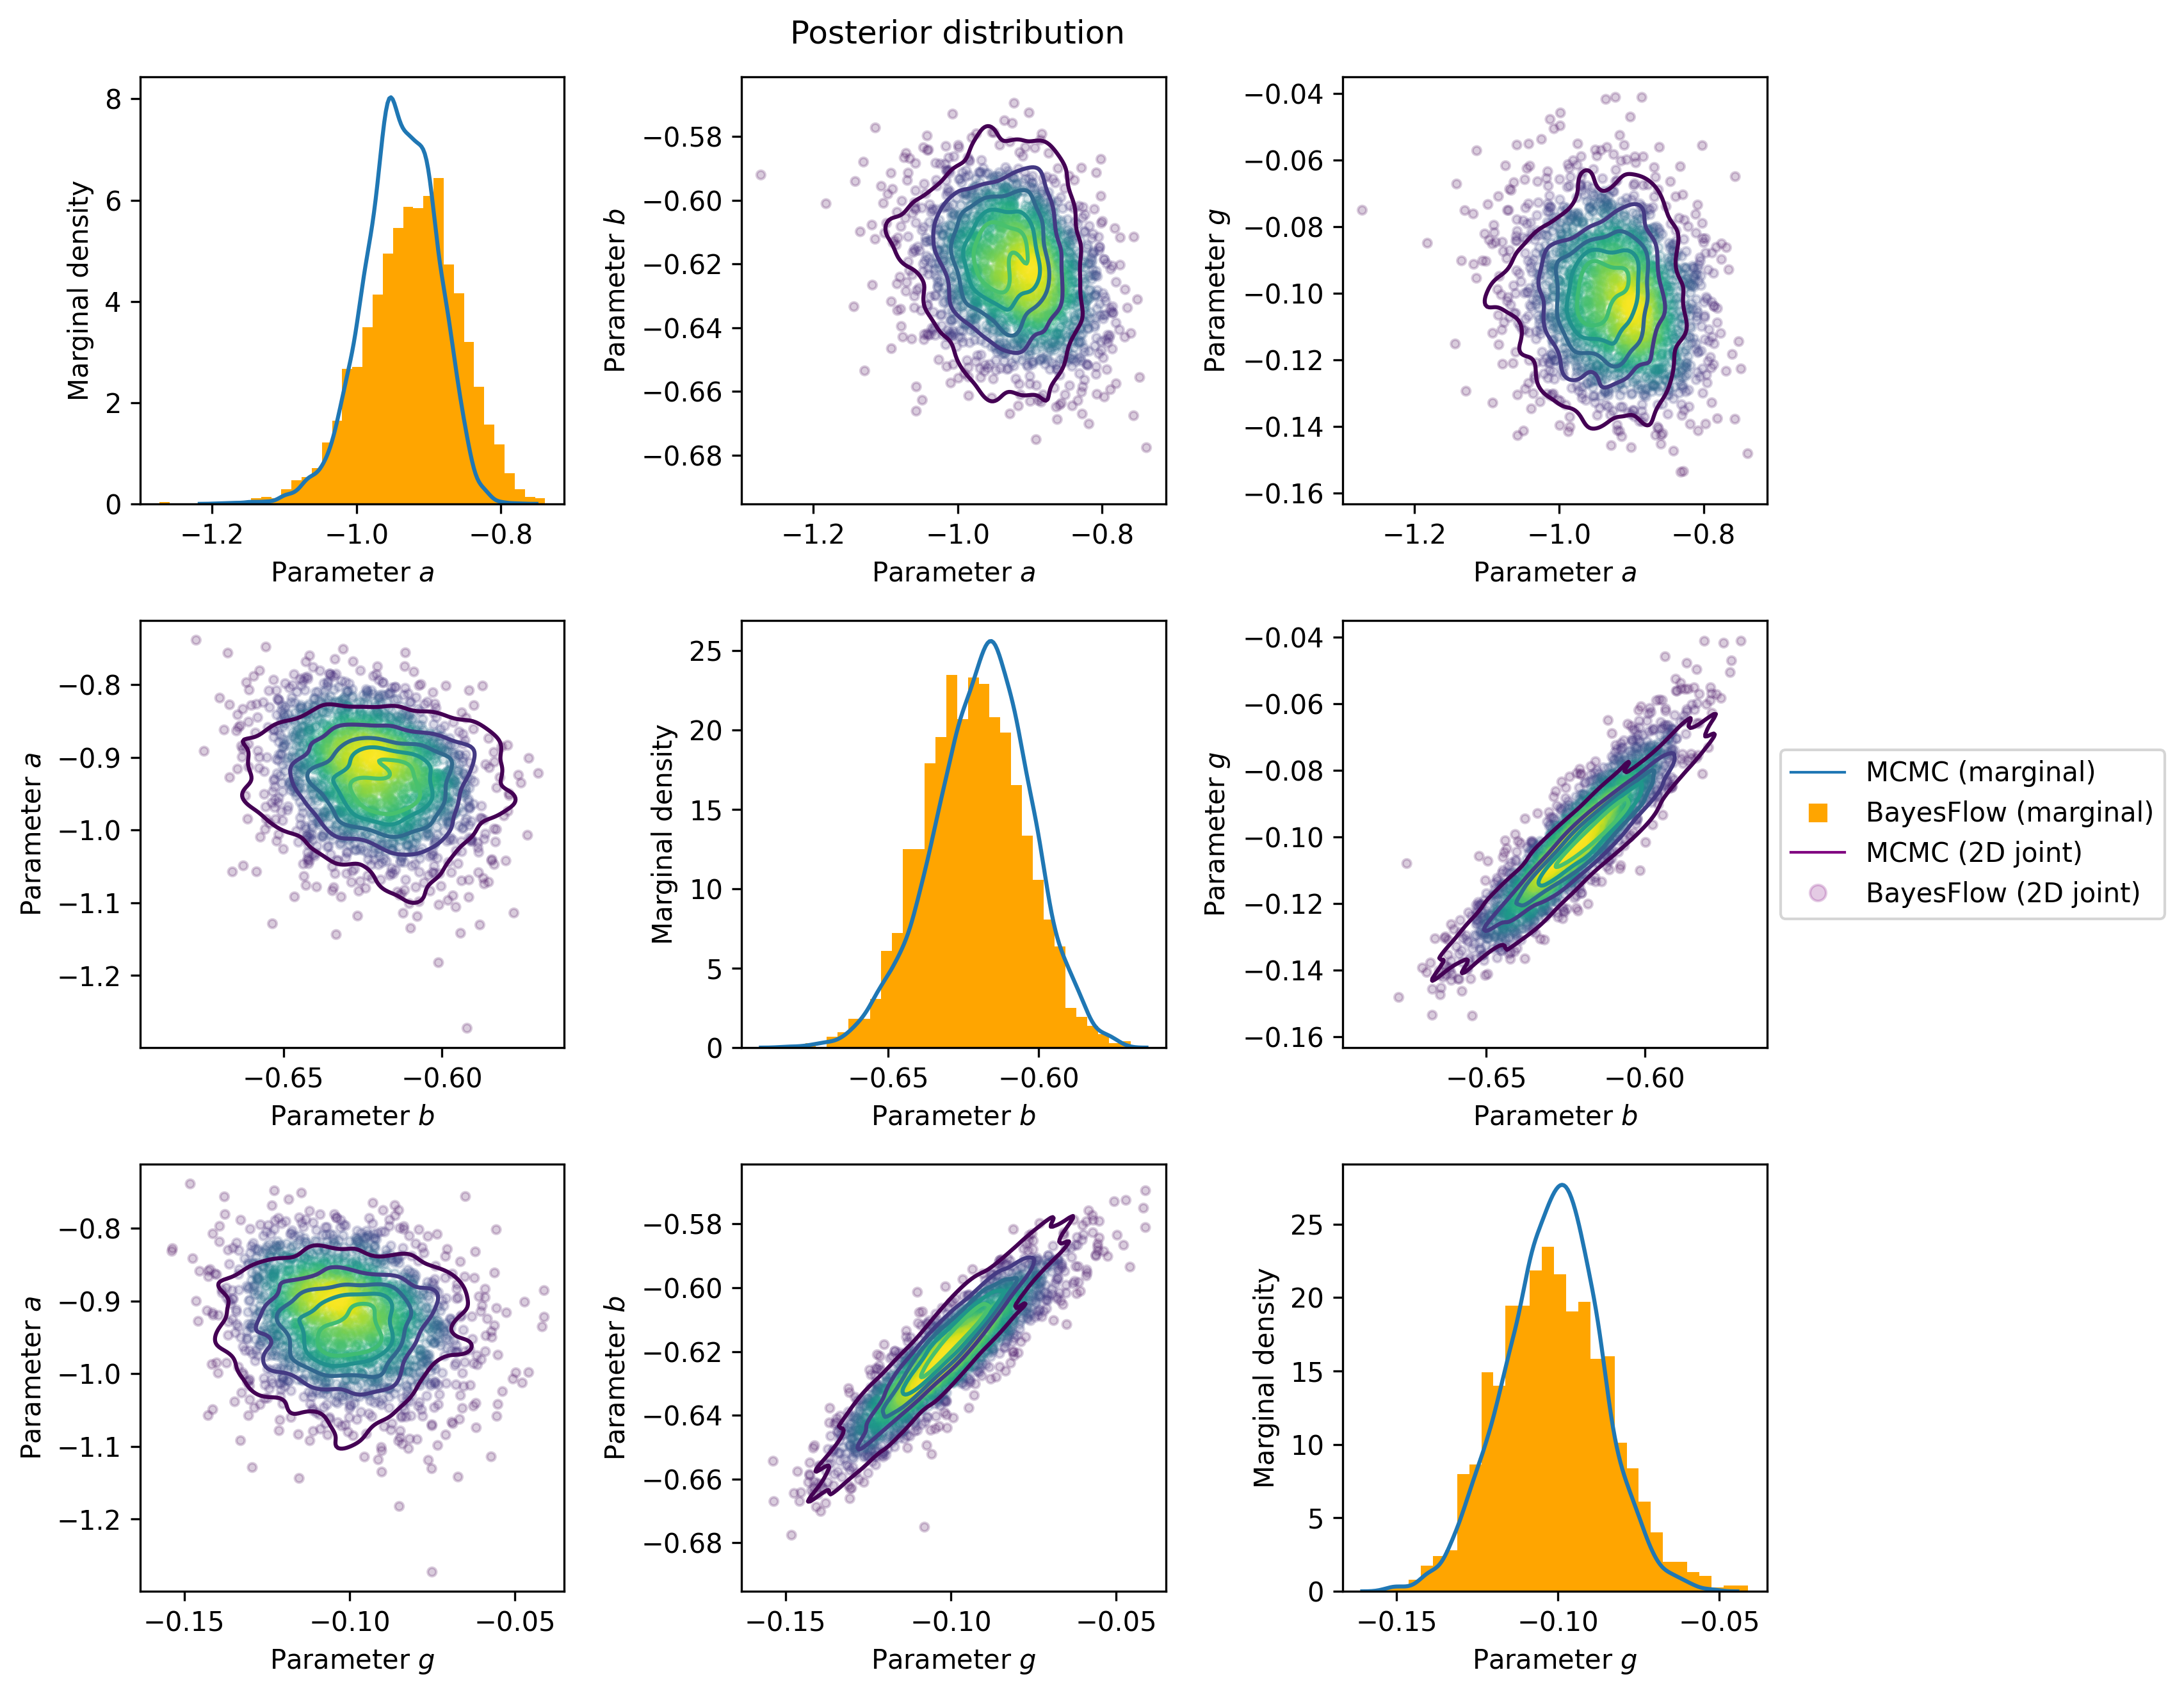 Posterior distribution
8
6
4
2
0
Marginal density
−1.2 −1.0 −0.8
Parameter a
−0.58
−0.60
−0.62
−0.64
−0.66
−0.68
Parameter b
−1.2 −1.0 −0.8
Parameter a
−0.04
−0.06
−0.08
−0.10
−0.12
−0.14
−0.16
Parameter g
−1.2 −1.0 −0.8
Parameter a
−0.8
−0.9
−1.0
−1.1
−1.2
Parameter a
−0.65 −0.60
Parameter b
25
20
15
10
5
0
Marginal density
−0.65 −0.60
Parameter b
−0.04
−0.06
−0.08
−0.10
−0.12
−0.14
−0.16
Parameter g
−0.65 −0.60
Parameter b
MCMC (marginal)
BayesFlow (marginal)
MCMC (2D joint)
BayesFlow (2D joint)
−0.8
−0.9
−1.0
−1.1
−1.2
Parameter a
−0.15 −0.10 −0.05
Parameter g
−0.58
−0.60
−0.62
−0.64
−0.66
−0.68
Parameter b
−0.15 −0.10 −0.05
Parameter g
25
20
15
10
5
0
Marginal density
−0.15 −0.10 −0.05
Parameter g